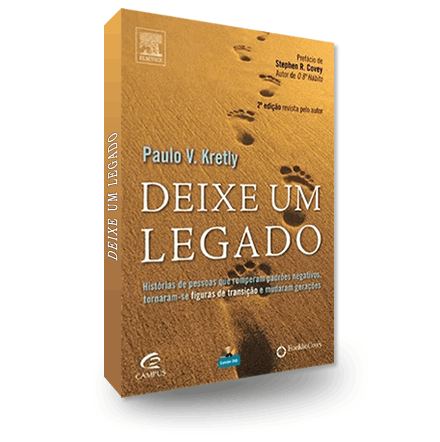 ELSEVIER
Prefácio de
Stephen R. Covey
Autor de O 8º Hábito
2ª edição revista pelo autor
Paulo V. Kretly
DEIXE UM
LEGADO
Histórias de pessoas que romperam padrões negativos,
tornaram-se figuras de transição e mudaram gerações
CAMPUS
FranklinCovey
DEIXE UM LEGADO